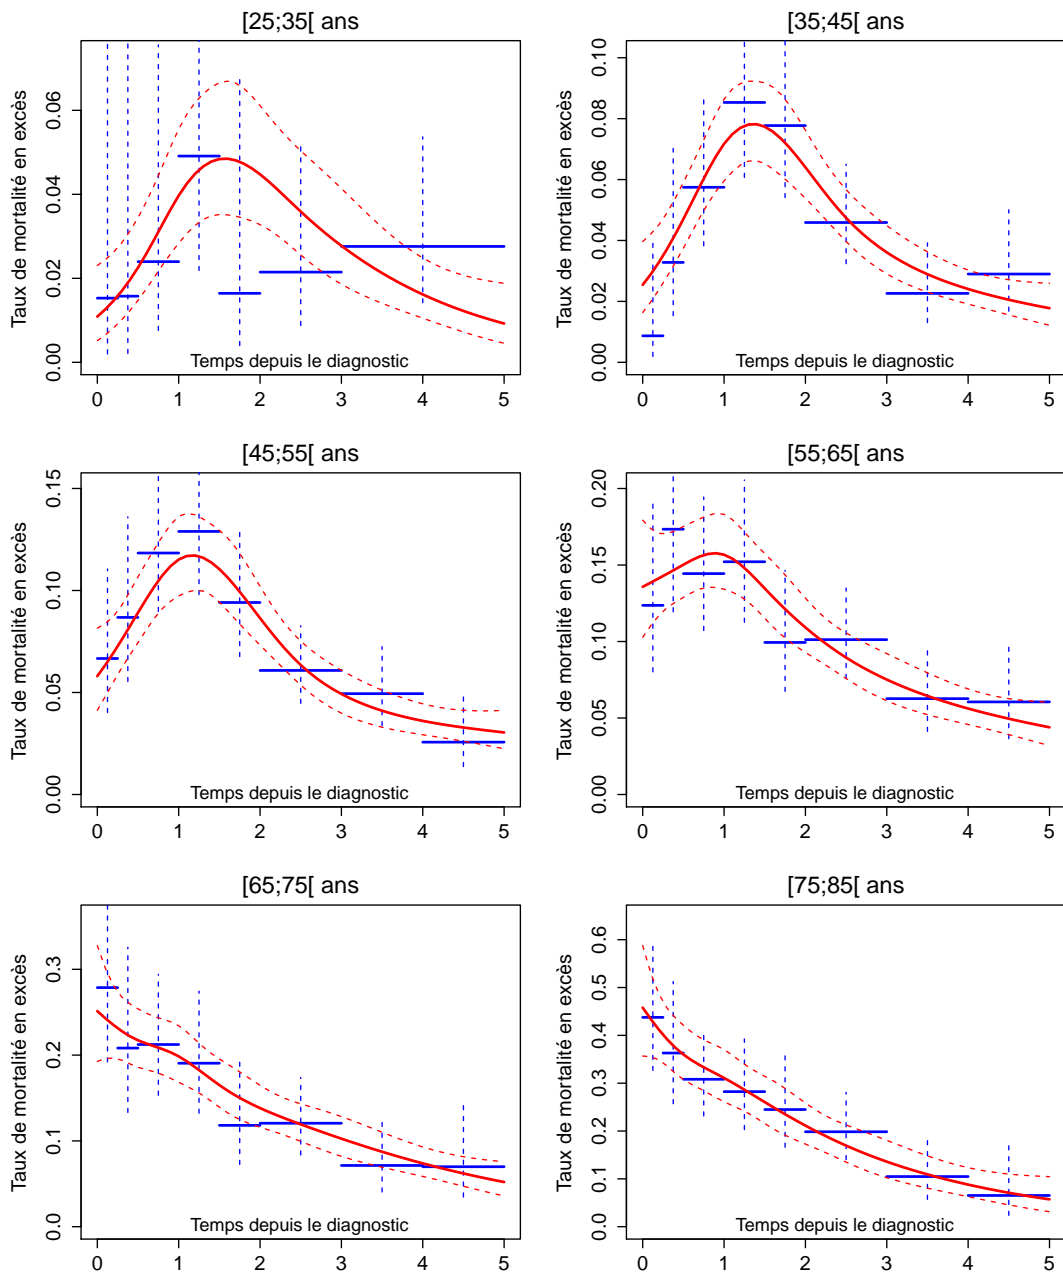 [25;35[ ans
Taux de mortalité en excès
0.00 0.02 0.04 0.06
Temps depuis le diagnostic
0 1 2 3 4 5
[35;45[ ans
Taux de mortalité en excès
0.00 0.02 0.04 0.06 0.08 0.10
Temps depuis le diagnostic
0 1 2 3 4 5
[45;55[ ans
Taux de mortalité en excès
0.00 0.05 0.10 0.15
Temps depuis le diagnostic
0 1 2 3 4 5
[55;65[ ans
Taux de mortalité en excès
0.00 0.05 0.10 0.15 0.20
Temps depuis le diagnostic
0 1 2 3 4 5
[65;75[ ans
Taux de mortalité en excès
0.0 0.1 0.2 0.3
Temps depuis le diagnostic
0 1 2 3 4 5
[75;85[ ans
Taux de mortalité en excès
0.0 0.1 0.2 0.3 0.4 0.5 0.6
Temps depuis le diagnostic
0 1 2 3 4 5